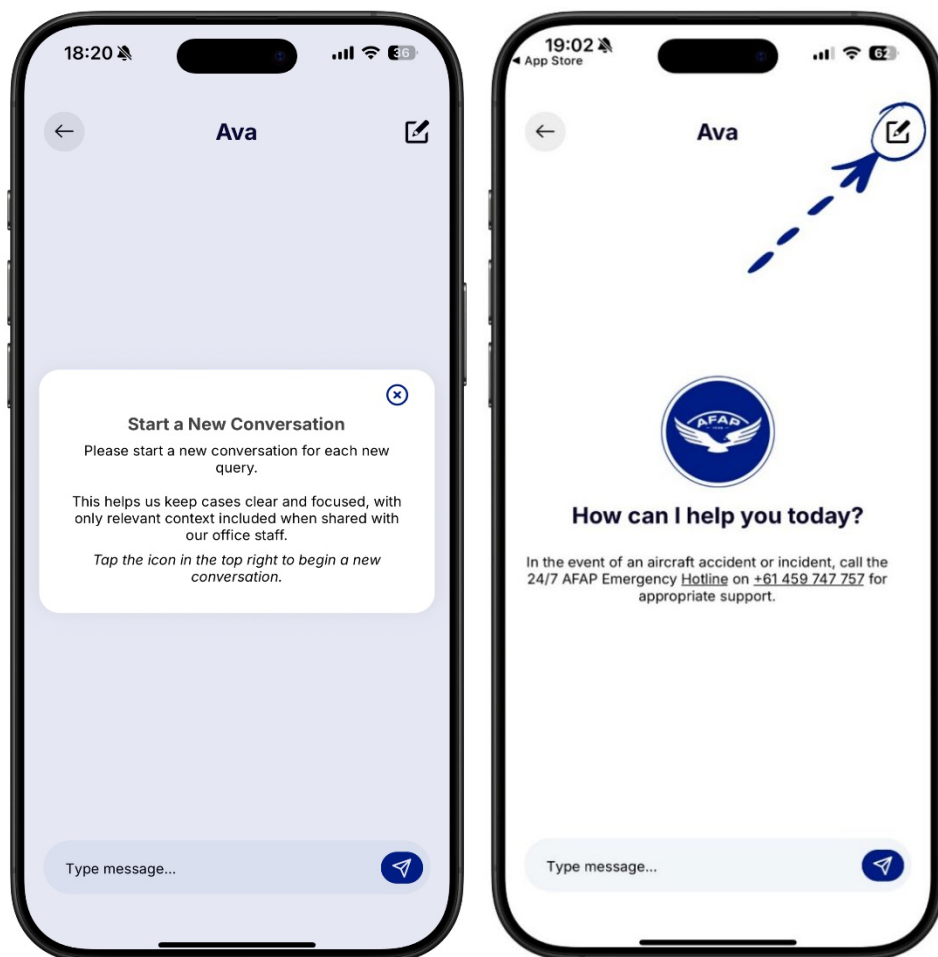 18:20
36
Ava
Start a New Conversation
Please start a new conversation for each new
query.
This helps us keep cases clear and focused, with
only relevant context included when shared with
our office staff.
Tap the icon in the top right to begin a new
conversation.
Type message...
19:02
App Store
62
Ava
AFAP
How can I help you today?
In the event of an aircraft accident or incident, call the
24/7 AFAP Emergency Hotline on +61 459 747 757 for
appropriate support.
Type message...